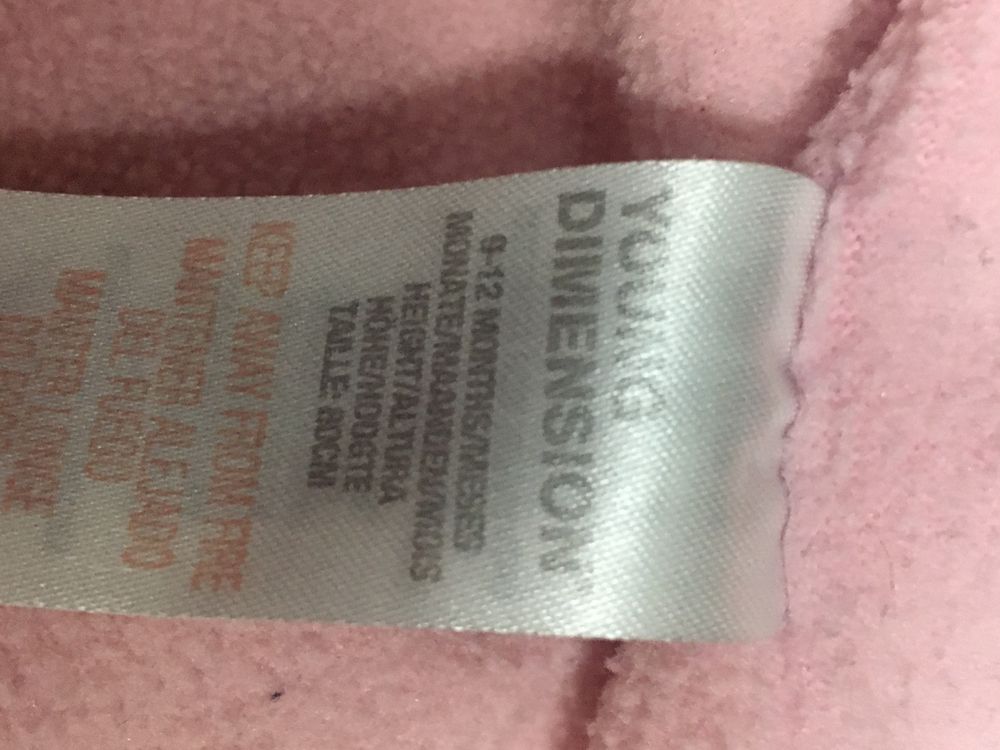 YOUNG
DIMENSION
9-12 MONTHS/MESES
MONATE/MAANDEN/MOIS
HEIGHT/ALTURA
HÖHE/HOOGTE
TAILLE: 80CM
KEEP AWAY FROM FIRE
MANTENER ALEJADO
DEL FUEGO